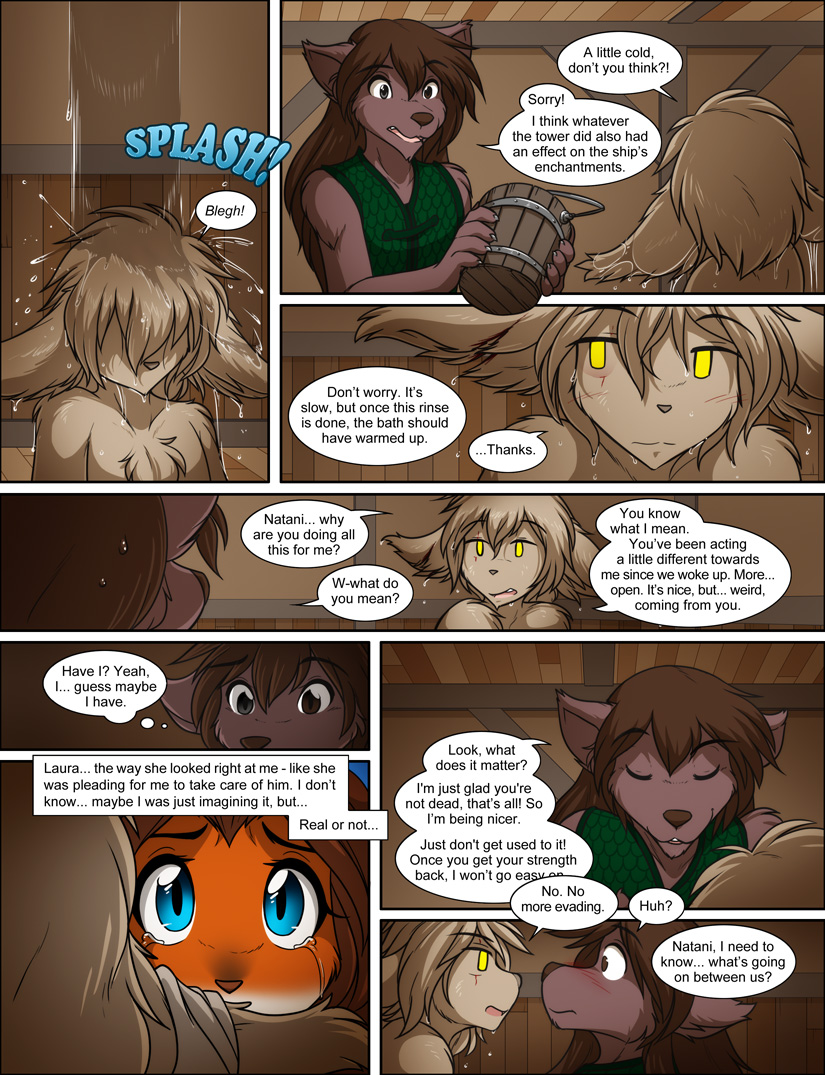 SPLASH!
Blegh!
A little cold,
don't you think?!
Sorry!
I think whatever
the tower did also had
an effect on the ship's
enchantments.
Don't worry. It's
slow, but once this rinse
is done, the bath should
have warmed up.
...Thanks.
Natani... why
are you doing all
this for me?
W-what do
you mean?
You know
what I mean.
You've been acting
a little different towards
me since we woke up. More...
open. It's nice, but... weird,
coming from you.
Have I? Yeah,
I... guess maybe
I have.
Laura... the way she looked right at me - like she
was pleading for me to take care of him. I don't
know... maybe I was just imagining it, but...
Real or not...
Look, what
does it matter?
I'm just glad you're
not dead, that's all! So
I'm being nicer.
Just don't get used to it!
Once you get your strength
back, I won't go easy on
No. No
more evading.
Huh?
Natani, I need to
know... what's going
on between us?